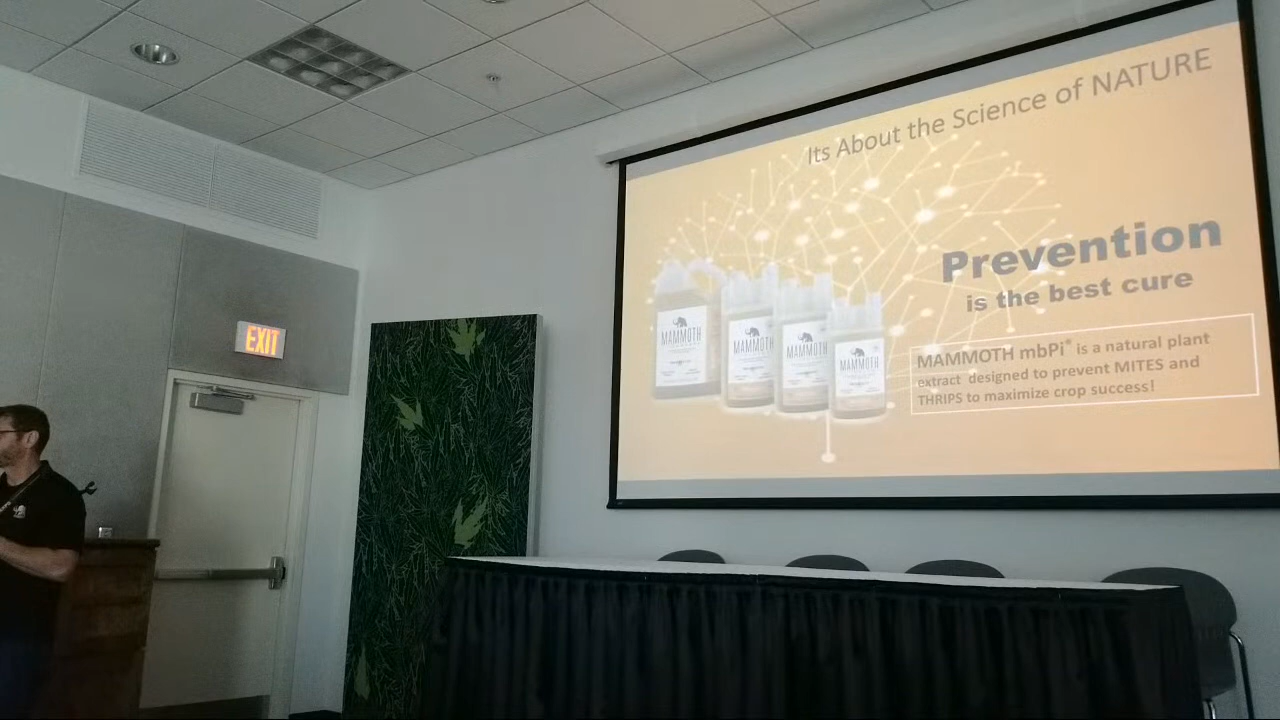 Its About the Science of NATURE
Prevention
is the best cure
MAMMOTH mbPi* is a natural plant
extract designed to prevent MITES and
THRIPS to maximize crop success!
MAMMOTH
MAMMOTH
MAMMOTH
MAMMOTH
EXIT